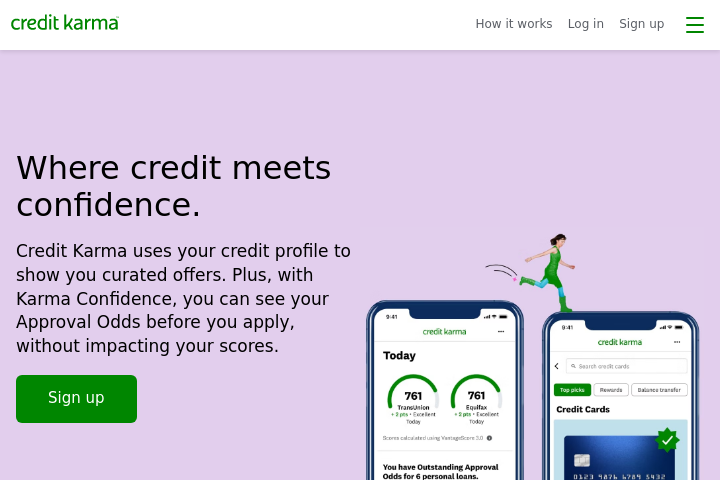 credit karma
How it works Log in Sign up
Where credit meets
confidence.
Credit Karma uses your credit profile to
show you curated offers. Plus, with
Karma Confidence, you can see your
Approval Odds before you apply,
without impacting your scores.
Sign up
9:41
credit karma
Today
761 761
TransUnion Equifax
+ 2 pts • Excellent + 2 pts • Excellent
Today Today
Scores calculated using VantageScore 3.0
You have Outstanding Approval
Odds for 6 personal loans.
9:41
credit karma
Search credit cards
Top picks Rewards Balance transfer
Credit Cards
0123 9876 6789 5432